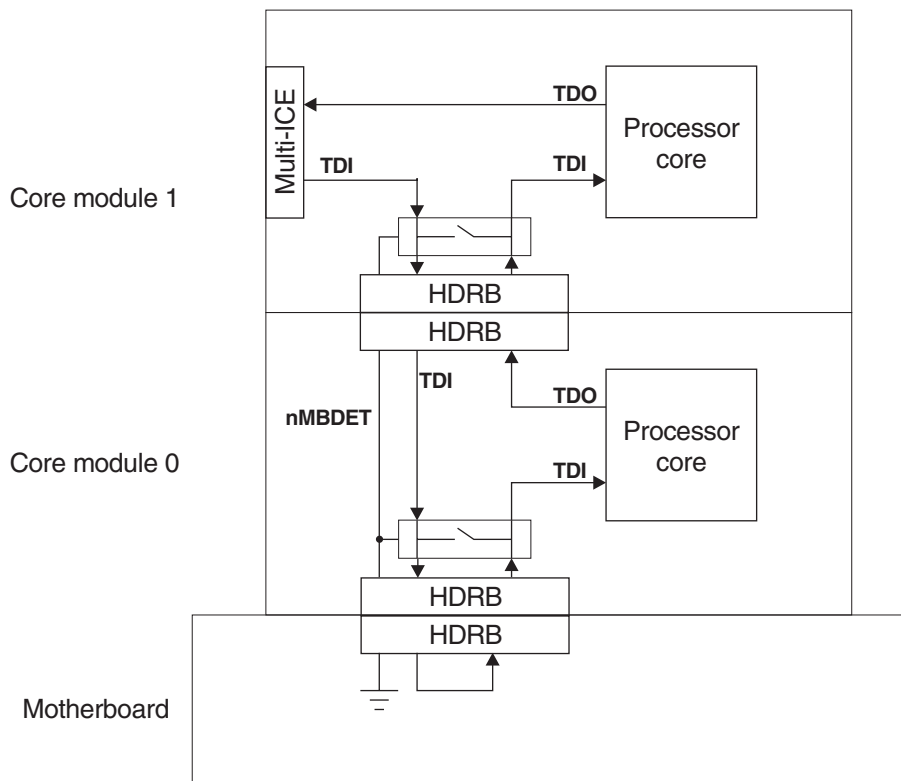 TDO
Processor
core
Multi-ICE
TDI
TDI
Core module 1
HDRB
HDRB
TDI
TDO
nMBDET
Processor
core
Core module 0
TDI
HDRB
HDRB
Motherboard